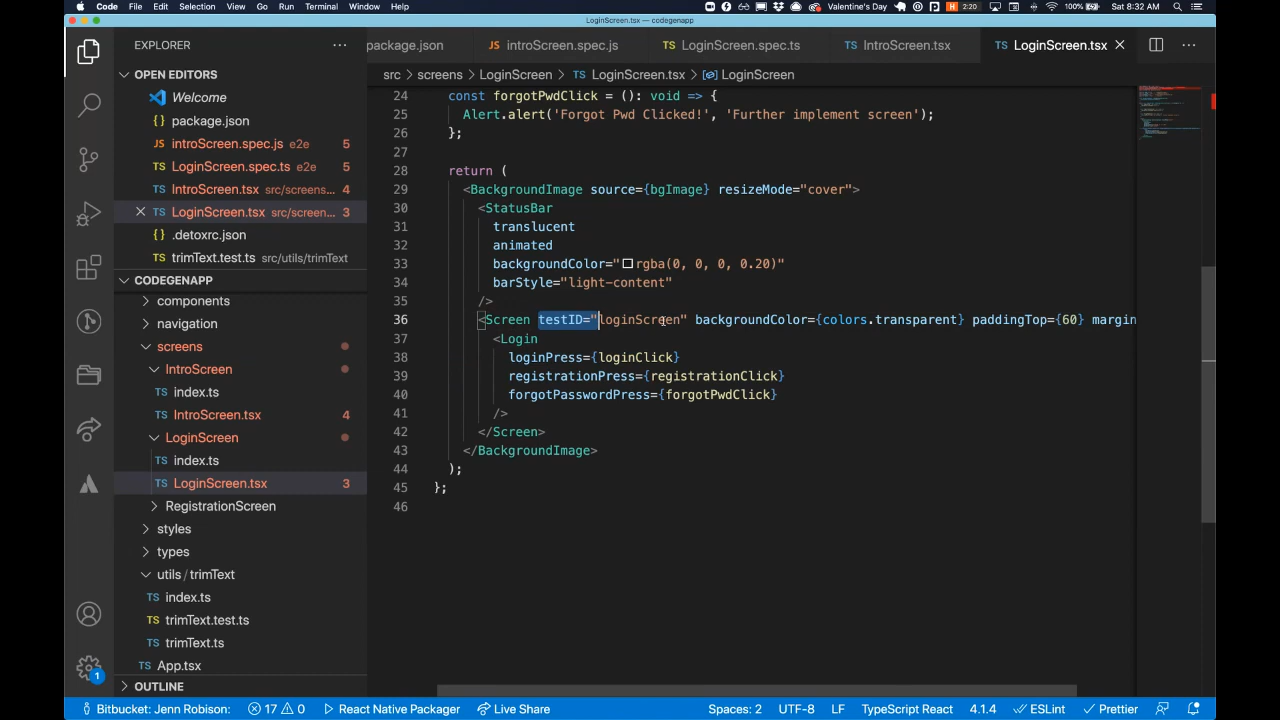 Code File Edit Selection View Go Run Terminal Window Help Valentine's Day 2:20 100% Sat 8:32 AM
LoginScreen.tsx — codegenapp
EXPLORER
package.json introScreen.spec.js LoginScreen.spec.ts IntroScreen.tsx LoginScreen.tsx
src › screens › LoginScreen › LoginScreen.tsx › LoginScreen
OPEN EDITORS
Welcome
package.json
introScreen.spec.js e2e 5
LoginScreen.spec.ts e2e 5
IntroScreen.tsx src/screens... 4
LoginScreen.tsx src/screen... 3
.detoxrc.json
trimText.test.ts src/utils/trimText
CODEGENAPP
components
navigation
screens
IntroScreen
index.ts
IntroScreen.tsx 4
LoginScreen
index.ts
LoginScreen.tsx 3
RegistrationScreen
styles
types
utils / trimText
index.ts
trimText.test.ts
trimText.ts
App.tsx
OUTLINE
24 const forgotPwdClick = (): void => {
25 Alert.alert('Forgot Pwd Clicked!', 'Further implement screen');
26 };
27
28 return (
29 <BackgroundImage source={bgImage} resizeMode="cover">
30 <StatusBar
31 translucent
32 animated
33 backgroundColor="rgba(0, 0, 0, 0.20)"
34 barStyle="light-content"
35 />
36 <Screen testID="loginScreen" backgroundColor={colors.transparent} paddingTop={60} margin
37 <Login
38 loginPress={loginClick}
39 registrationPress={registrationClick}
40 forgotPasswordPress={forgotPwdClick}
41 />
42 </Screen>
43 </BackgroundImage>
44 );
45 };
46
1
Bitbucket: Jenn Robison: 17 0 React Native Packager Live Share Spaces: 2 UTF-8 LF TypeScript React 4.1.4 ESLint Prettier